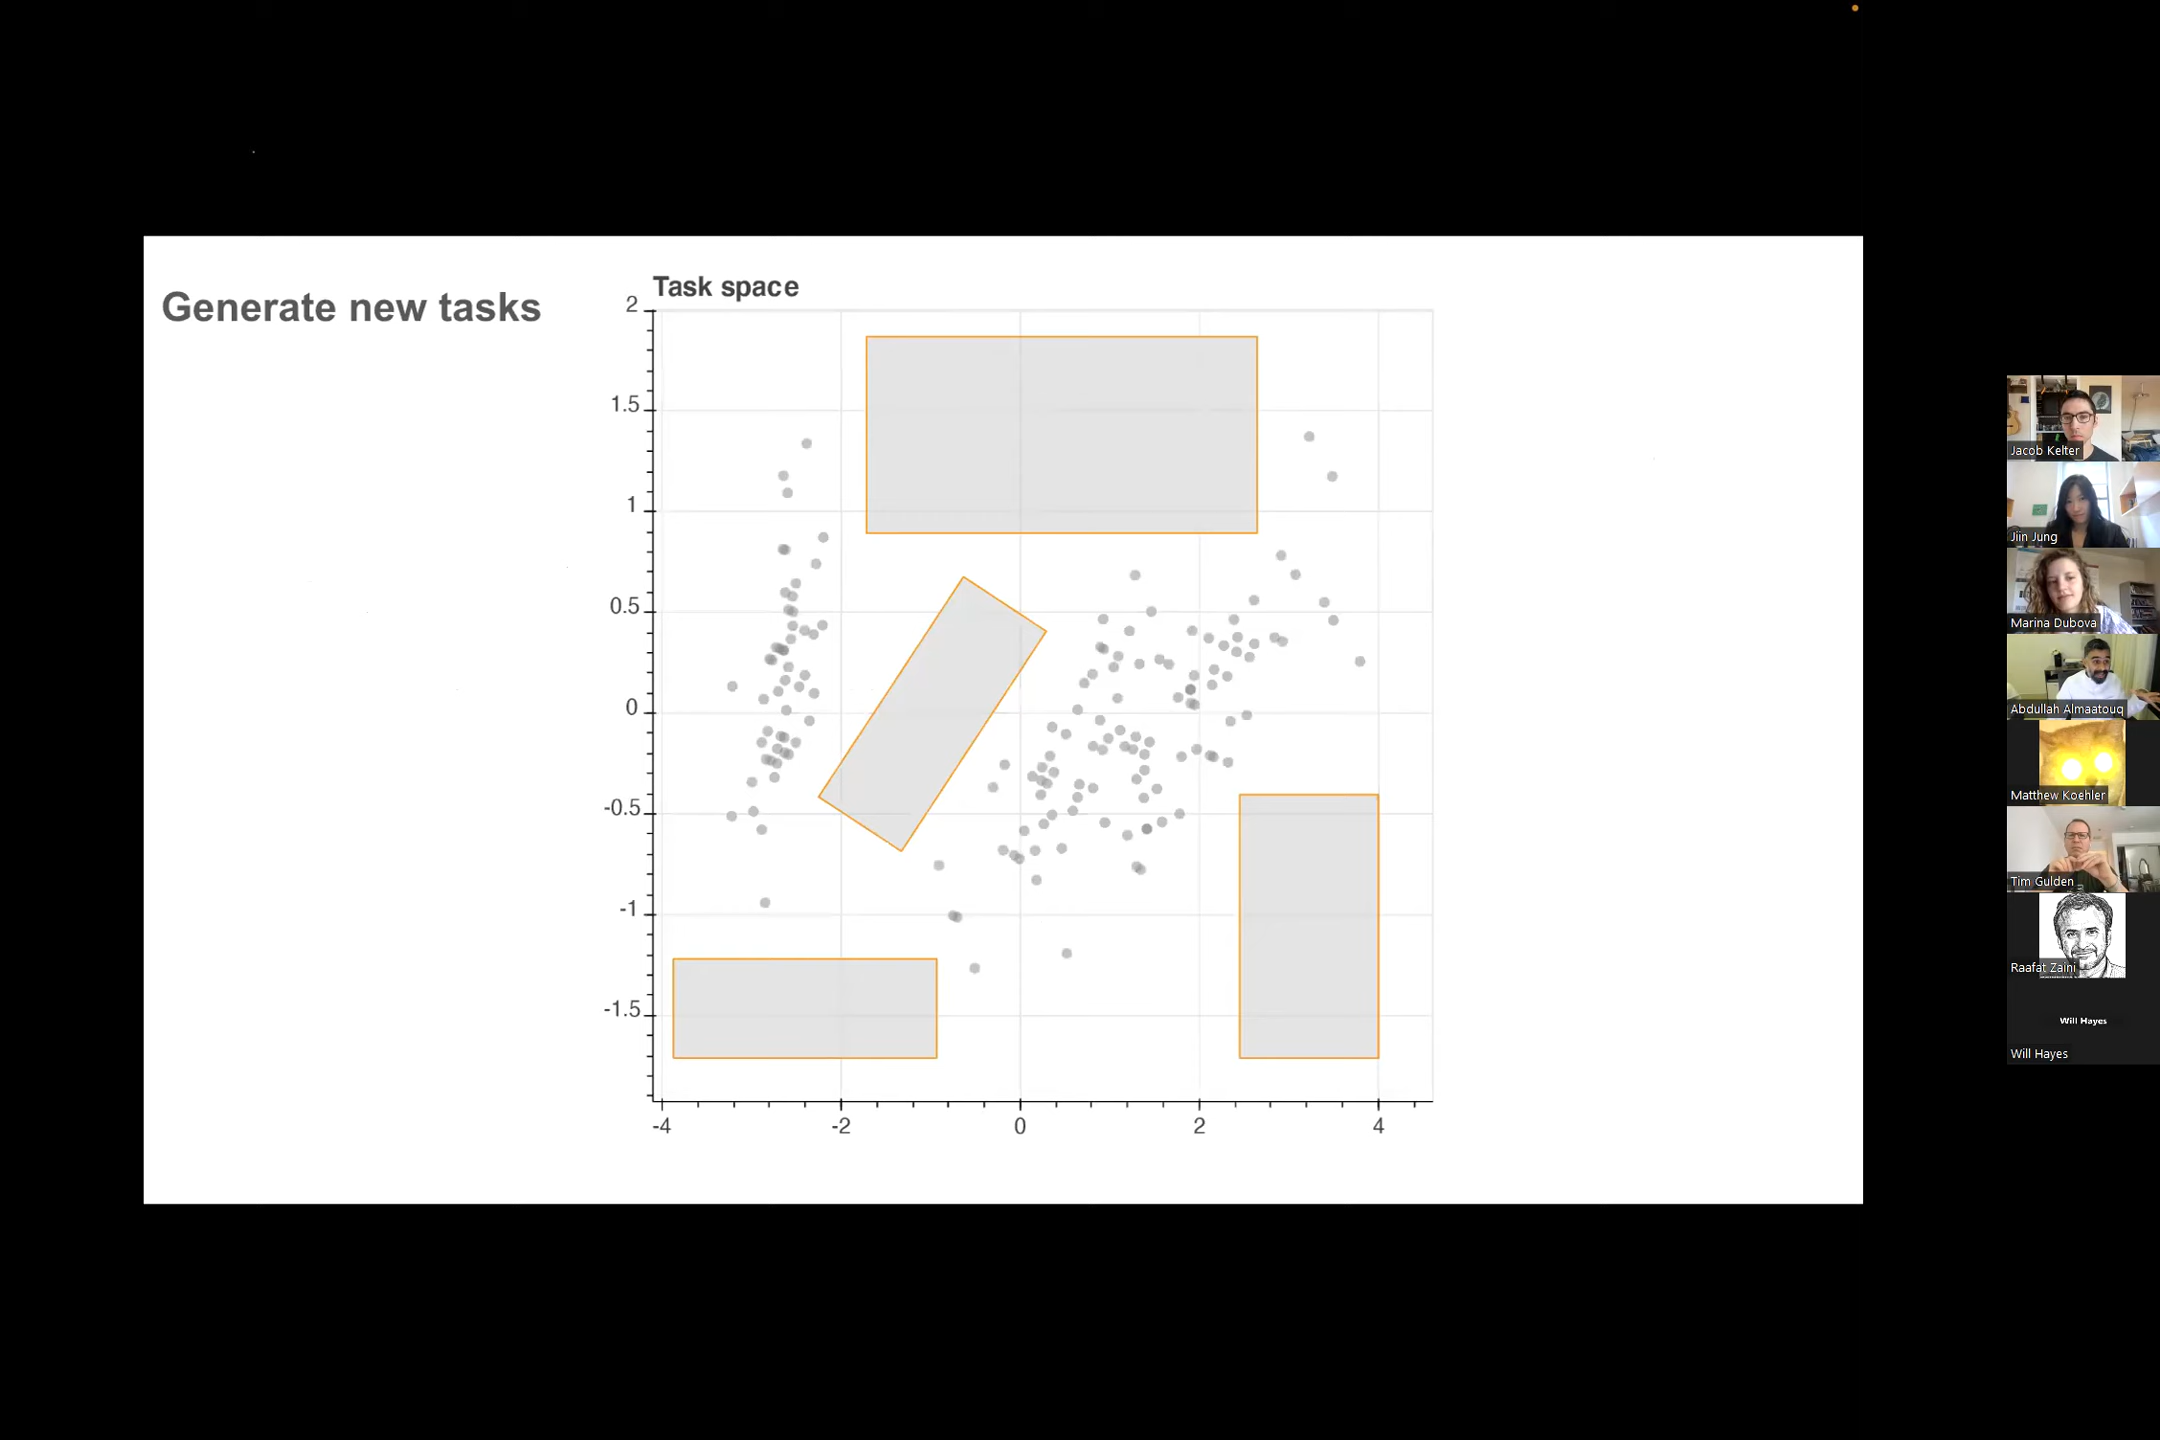 Generate new tasks
Task space
2
1.5
1
0.5
0
-0.5
-1
-1.5
-4 -2 0 2 4
Jacob Kelter
Jiin Jung
Marina Dubova
Abdullah Almaatouq
Matthew Koehler
Tim Gulden
Raafat Zaini
Will Hayes
Will Hayes